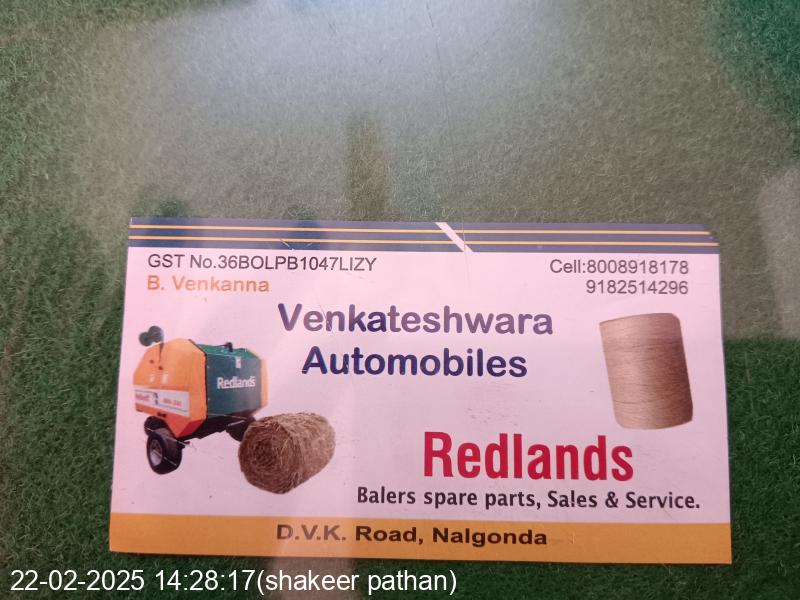 GST No.36BOLPB1047LIZY
Cell:8008918178
B. Venkanna
9182514296
Venkateshwara
Automobiles
Redlands
Redlands
Balers spare parts, Sales & Service.
D.V.K. Road, Nalgonda
22-02-2025 14:28:17(shakeer pathan)